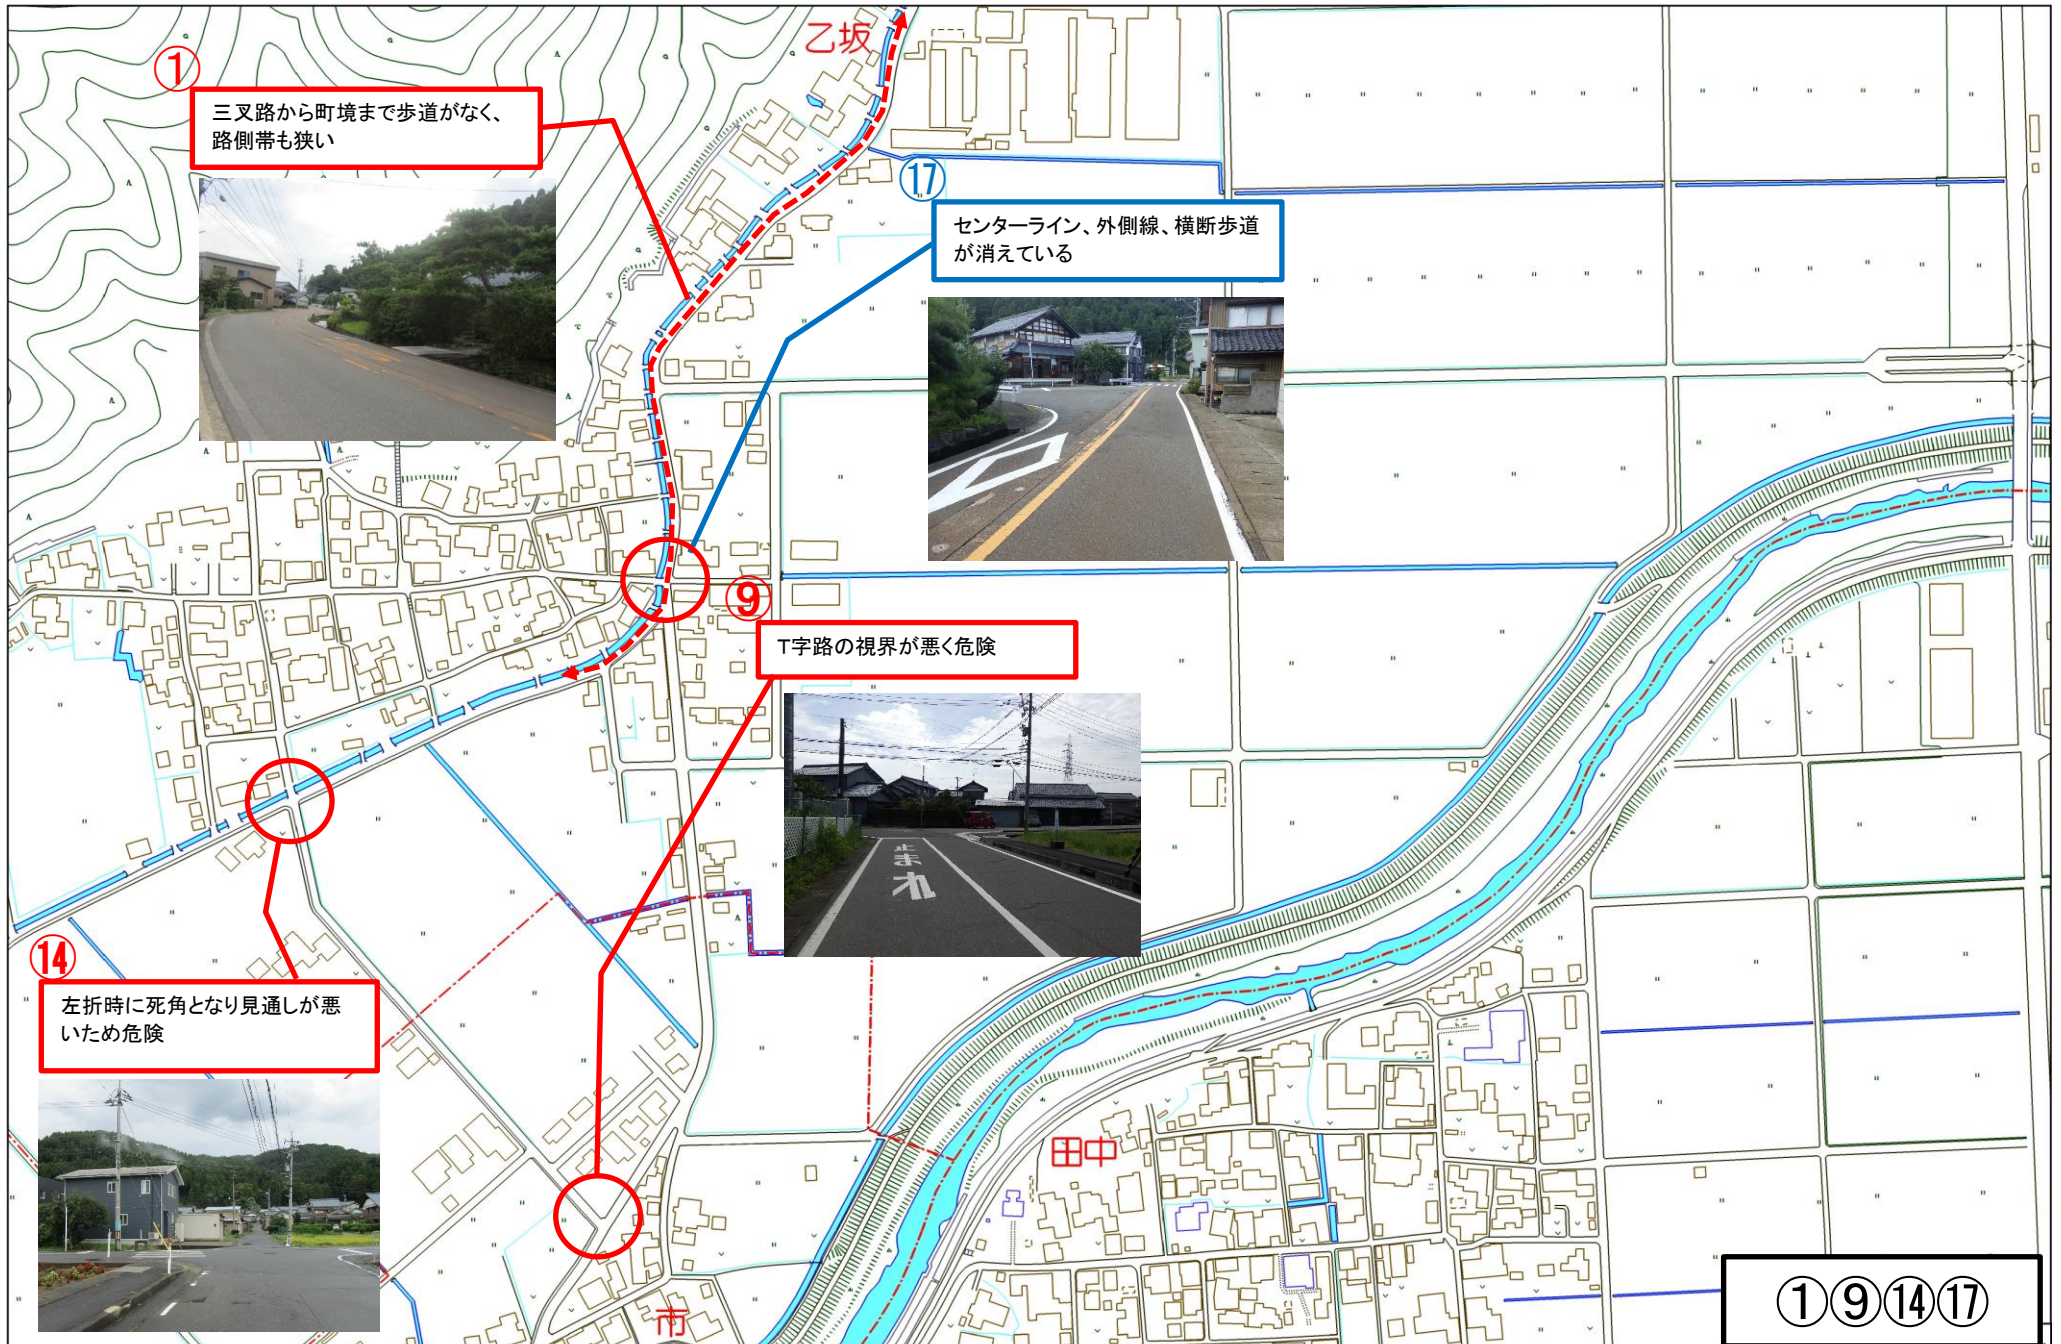 乙坂
①
三叉路から町境まで歩道がなく、
路側帯も狭い
⑰
センターライン、外側線、横断歩道
が消えている
⑨
T字路の視界が悪く危険
止まれ
⑭
左折時に死角となり見通しが悪
いため危険
田中
市
①⑨⑭⑰